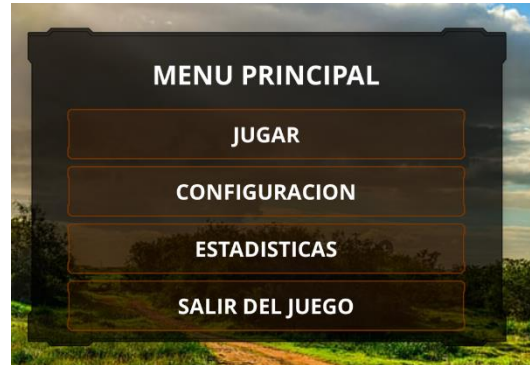 MENU PRINCIPAL
JUGAR
CONFIGURACION
ESTADISTICAS
SALIR DEL JUEGO